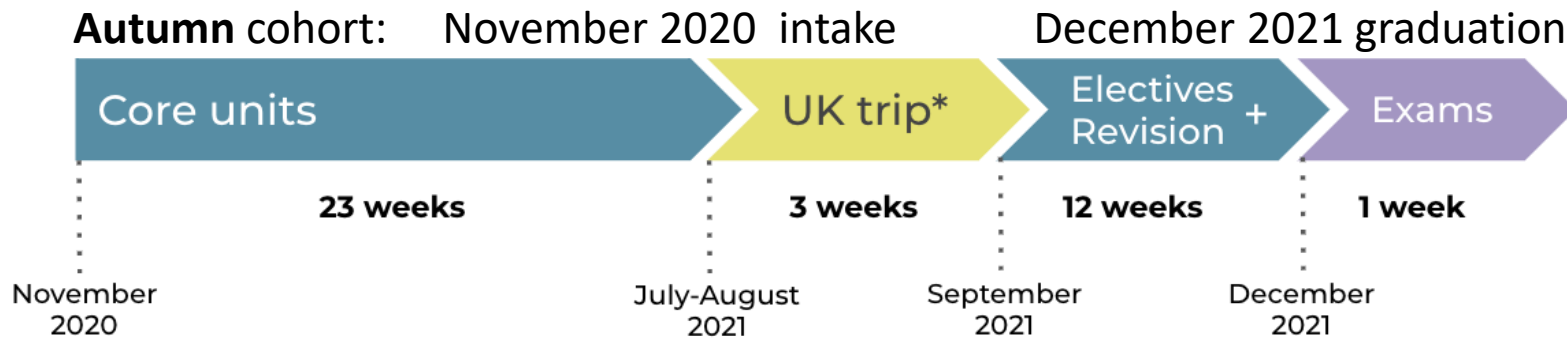 Autumn cohort: November 2020 intake December 2021 graduation
Core units
UK trip*
Electives
Revision +
Exams
23 weeks
3 weeks
12 weeks
1 week
November
2020
July-August
2021
September
2021
December
2021